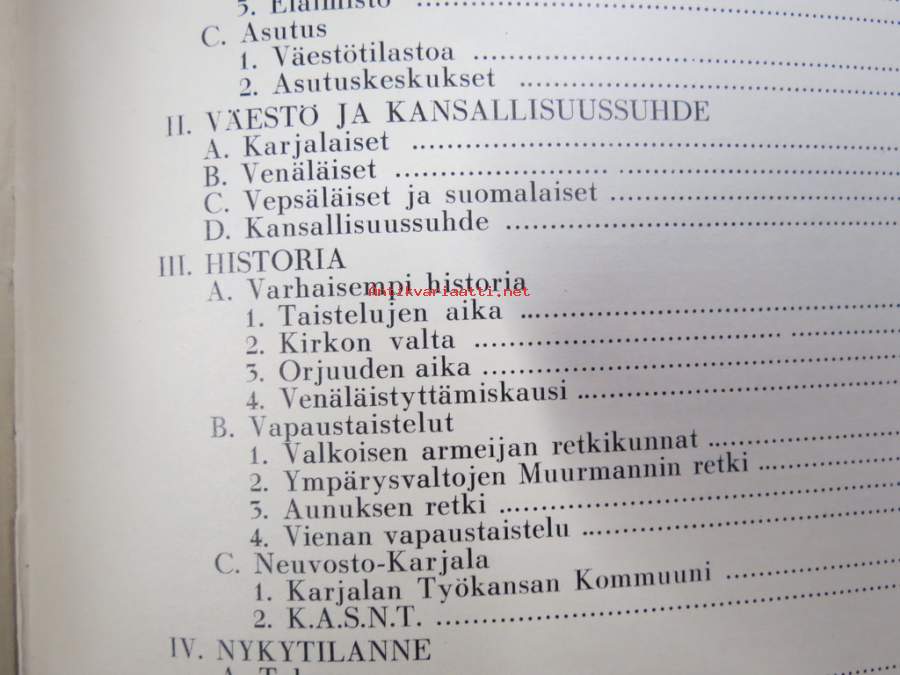 5. Eläimistö ........
C. Asutus
1. Väestötilastoa ........
2. Asutuskeskukset ........
II. VÄESTÖ JA KANSALLISUUSSUHDE
A. Karjalaiset ........
B. Venäläiset ........
C. Vepsäläiset ja suomalaiset ........
D. Kansallisuussuhde ........
III. HISTORIA
A. Varhaisempi historia
antikvariaatti.net
1. Taistelujen aika ........
2. Kirkon valta ........
3. Orjuuden aika ........
4. Venäläistyttämiskausi ........
B. Vapaustaistelut
1. Valkoisen armeijan retkikunnat ........
2. Ympärysvaltojen Muurmannin retki ........
3. Aunuksen retki ........
4. Vienan vapaustaistelu ........
C. Neuvosto-Karjala
1. Karjalan Työkansan Kommuuni ........
2. K.A.S.N.T. ........
IV. NYKYTILANNE